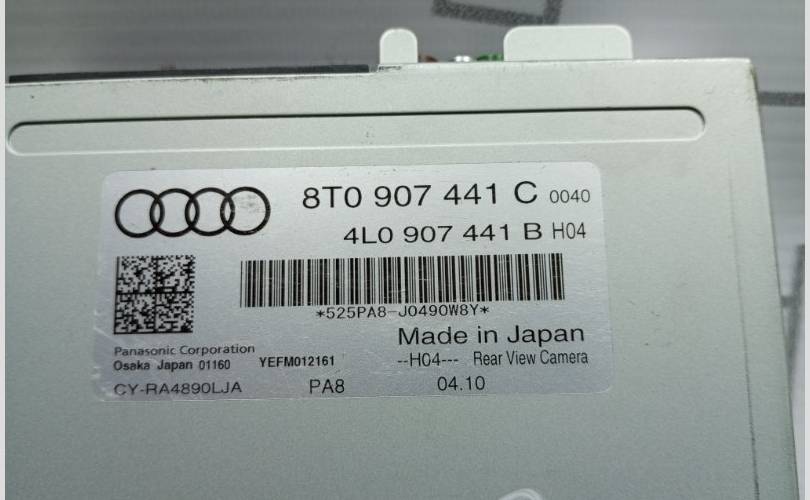 8T0 907 441 C 0040
4L0 907 441 B H04
*525PA8-J0490W8Y*
Made in Japan
Panasonic Corporation
Osaka Japan 01160 YEFM012161 --H04--- Rear View Camera
CY-RA4890LJA PA8 04.10